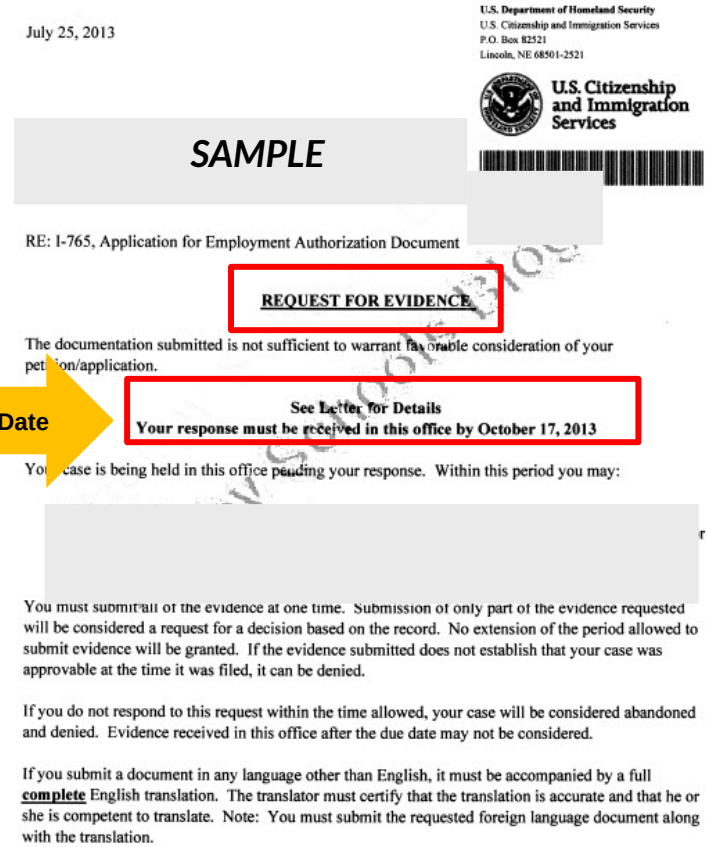 July 25, 2013
U.S. Department of Homeland Security
U.S. Citizenship and Immigration Services
P.O. Box 82521
Lincoln, NE 68501-2521
U.S. Citizenship
and Immigration
Services
SAMPLE
RE: I-765, Application for Employment Authorization Document
REQUEST FOR EVIDENCE
The documentation submitted is not sufficient to warrant favorable consideration of your
petition/application.
See Letter for Details
Date
Your response must be received in this office by October 17, 2013
Your case is being held in this office pending your response. Within this period you may:
You must submit all of the evidence at one time. Submission of only part of the evidence requested
will be considered a request for a decision based on the record. No extension of the period allowed to
submit evidence will be granted. If the evidence submitted does not establish that your case was
approvable at the time it was filed, it can be denied.
If you do not respond to this request within the time allowed, your case will be considered abandoned
and denied. Evidence received in this office after the due date may not be considered.
If you submit a document in any language other than English, it must be accompanied by a full
complete English translation. The translator must certify that the translation is accurate and that he or
she is competent to translate. Note: You must submit the requested foreign language document along
with the translation.